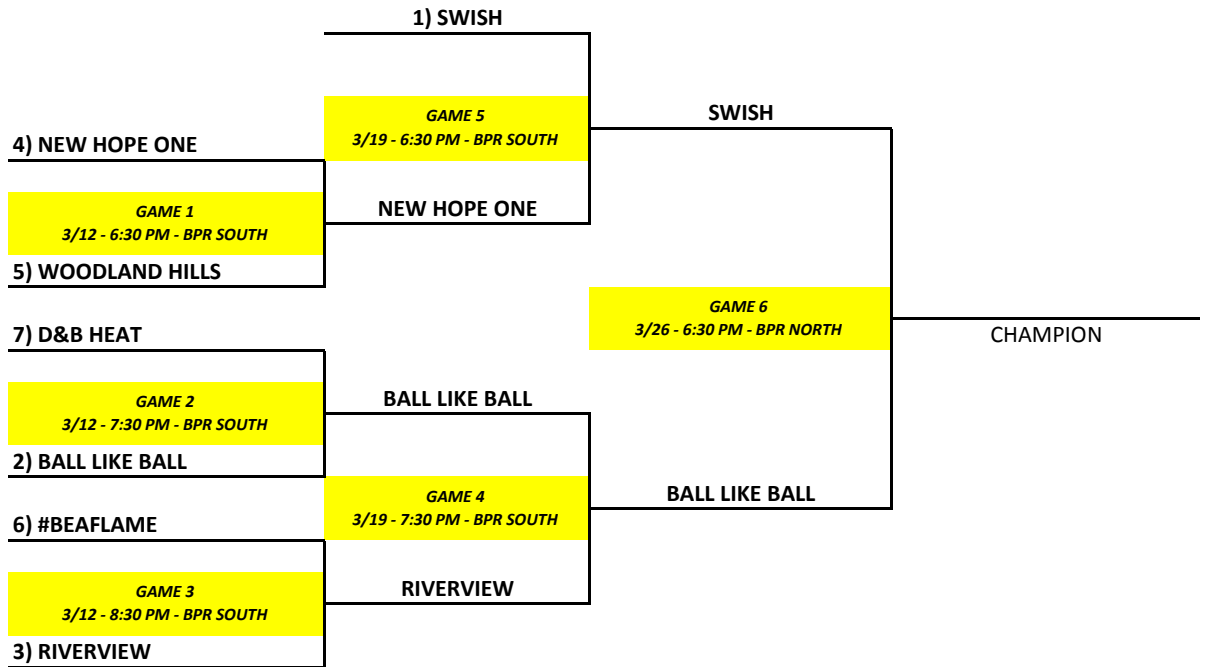 1) SWISH
GAME 5
3/19 - 6:30 PM - BPR SOUTH
SWISH
4) NEW HOPE ONE
GAME 1
3/12 - 6:30 PM - BPR SOUTH
NEW HOPE ONE
5) WOODLAND HILLS
GAME 6
3/26 - 6:30 PM - BPR NORTH
CHAMPION
7) D&B HEAT
GAME 2
3/12 - 7:30 PM - BPR SOUTH
BALL LIKE BALL
2) BALL LIKE BALL
GAME 4
3/19 - 7:30 PM - BPR SOUTH
BALL LIKE BALL
6) #BEAFLAME
GAME 3
3/12 - 8:30 PM - BPR SOUTH
RIVERVIEW
3) RIVERVIEW